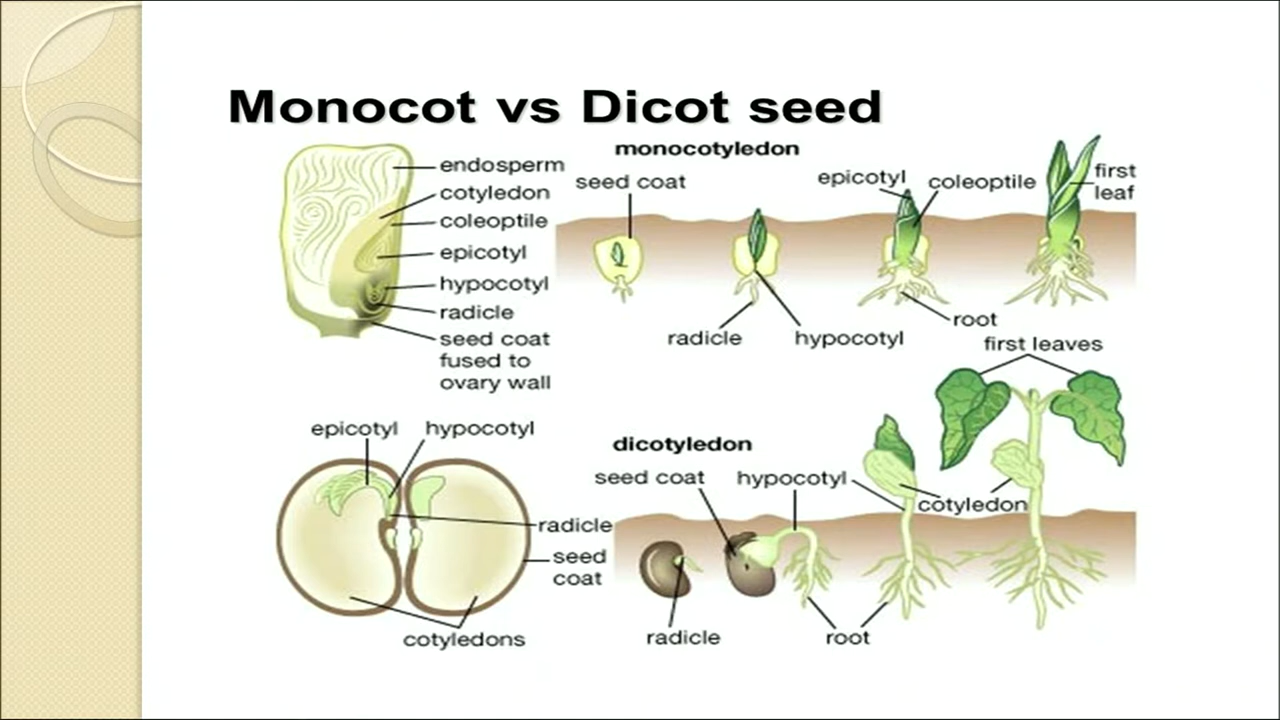 Monocot vs Dicot seed
endosperm
cotyledon
coleoptile
epicotyl
hypocotyl
radicle
seed coat
fused to
ovary wall
monocotyledon
seed coat
epicotyl
coleoptile
first
leaf
radicle
hypocotyl
root
epicotyl
hypocotyl
radicle
seed
coat
cotyledons
dicotyledon
first leaves
seed coat
hypocotyl
cotyledon
radicle
root